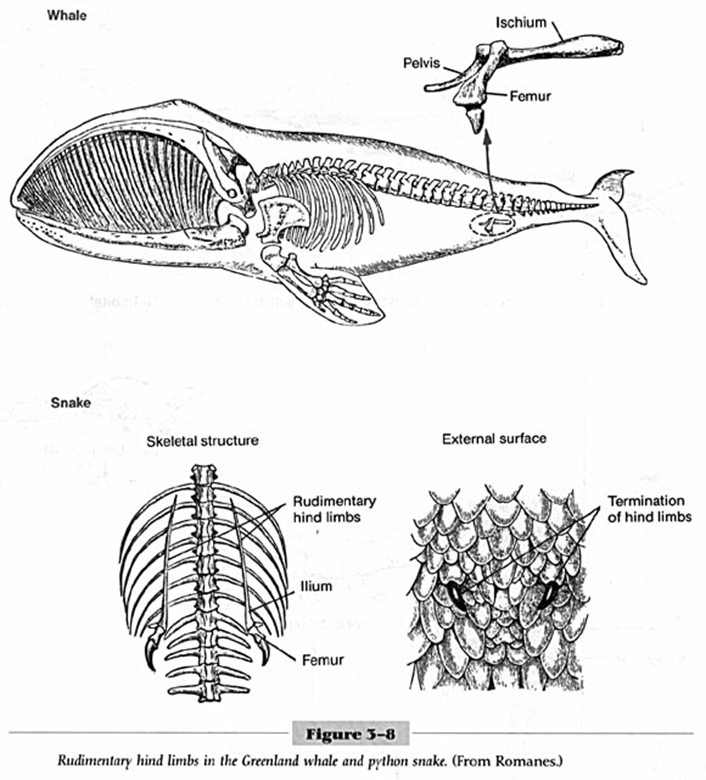 Whale
Ischium
Pelvis
Femur
Snake
Skeletal structure
External surface
Rudimentary
hind limbs
Termination
of hind limbs
Ilium
Femur
Figure 3–8
Rudimentary hind limbs in the Greenland whale and python snake. (From Romanes.)